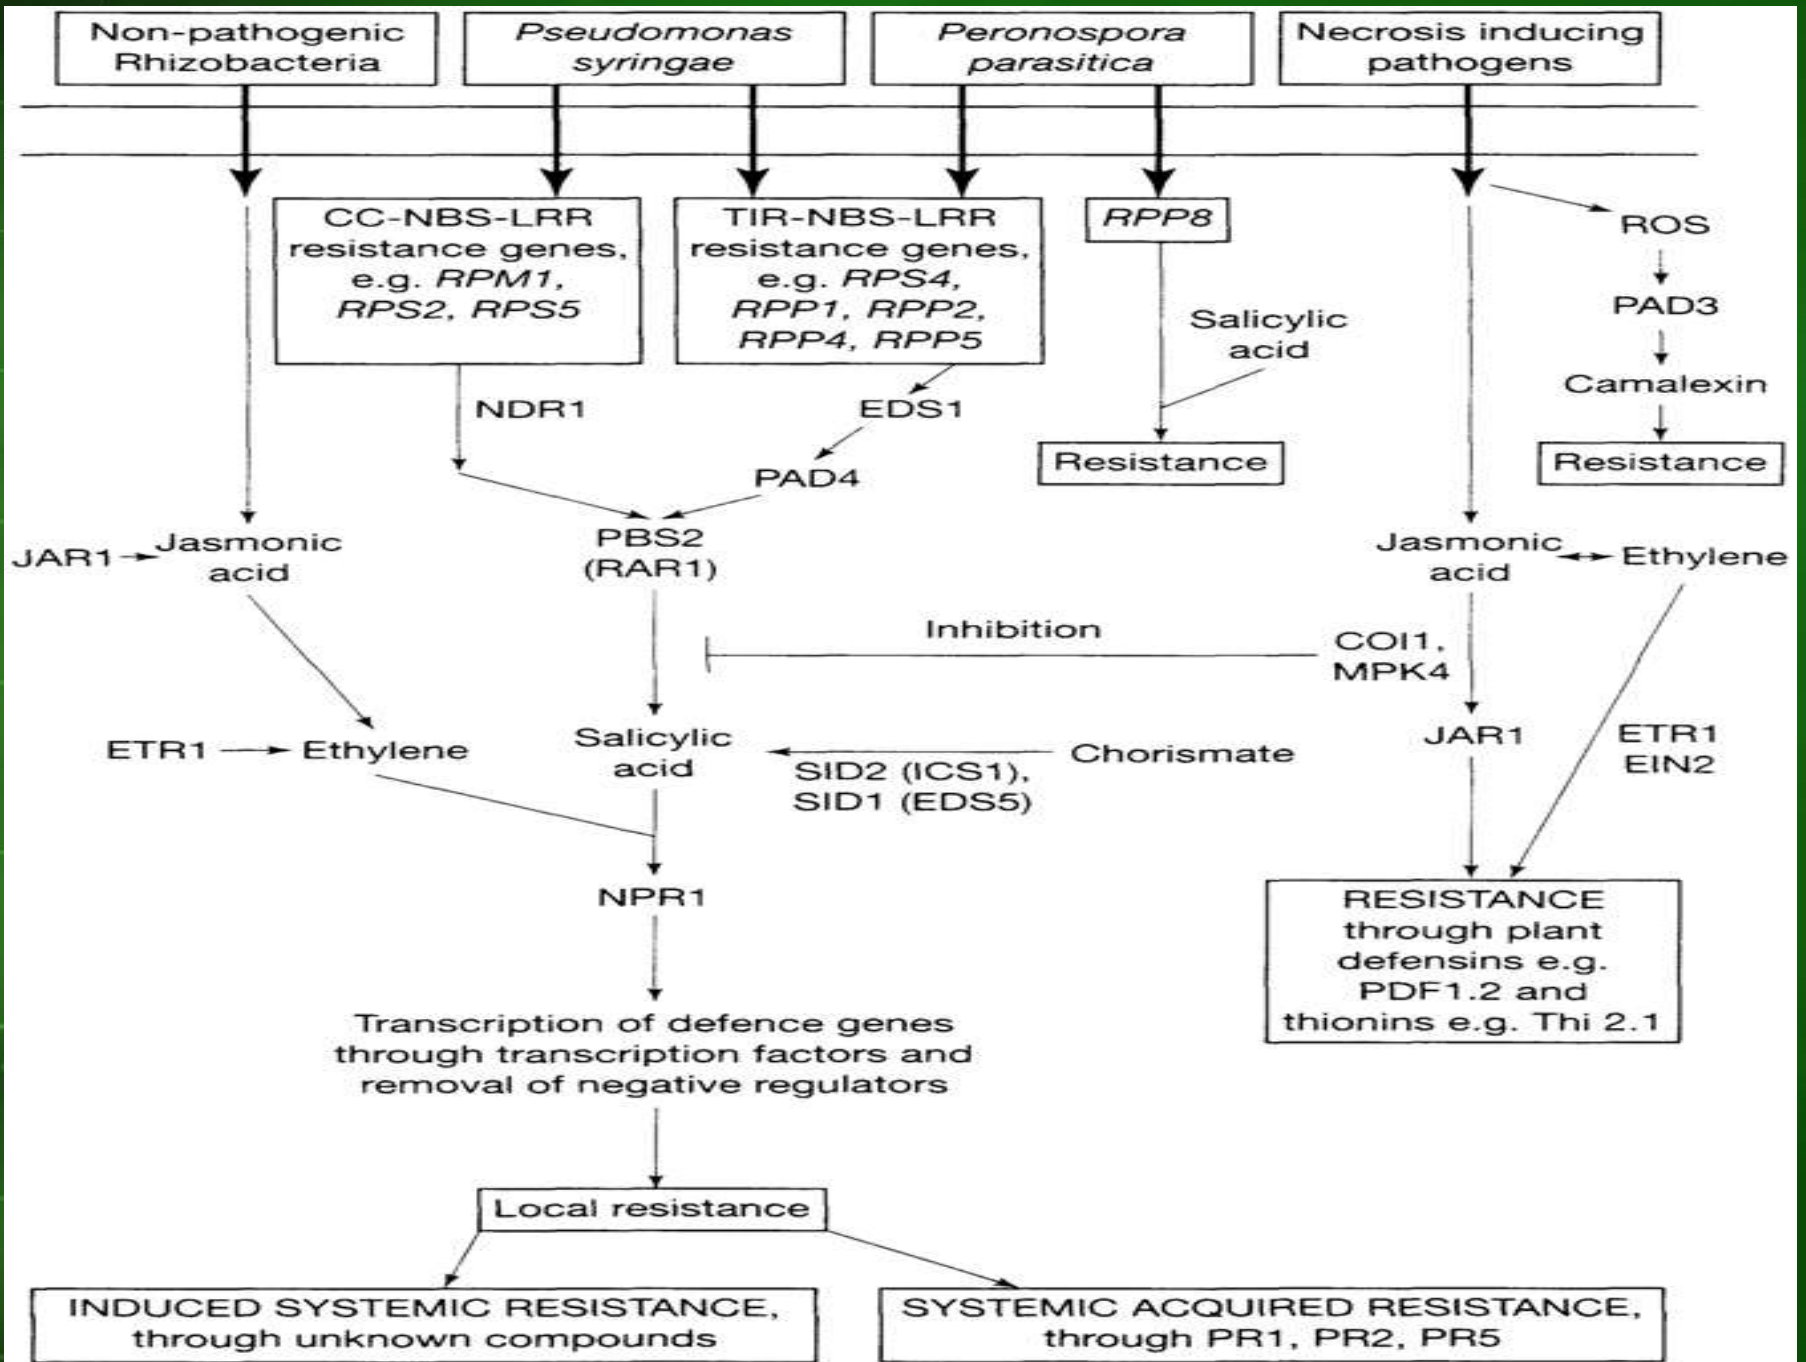 Non-pathogenic
Rhizobacteria
Pseudomonas
syringae
Peronospora
parasitica
Necrosis inducing
pathogens
CC-NBS-LRR
resistance genes,
e.g. RPM1,
RPS2, RPS5
TIR-NBS-LRR
resistance genes,
e.g. RPS4,
RPP1, RPP2,
RPP4, RPP5
RPP8
ROS
PAD3
Camalexin
Resistance
Salicylic
acid
Resistance
NDR1
EDS1
PAD4
JAR1
Jasmonic
acid
PBS2
(RAR1)
Jasmonic
acid
Ethylene
Inhibition
COI1,
MPK4
ETR1
Ethylene
Salicylic
acid
Chorismate
SID2 (ICS1),
SID1 (EDS5)
JAR1
ETR1
EIN2
NPR1
RESISTANCE
through plant
defensins e.g.
PDF1.2 and
thionins e.g. Thi 2.1
Transcription of defence genes
through transcription factors and
removal of negative regulators
Local resistance
INDUCED SYSTEMIC RESISTANCE,
through unknown compounds
SYSTEMIC ACQUIRED RESISTANCE,
through PR1, PR2, PR5